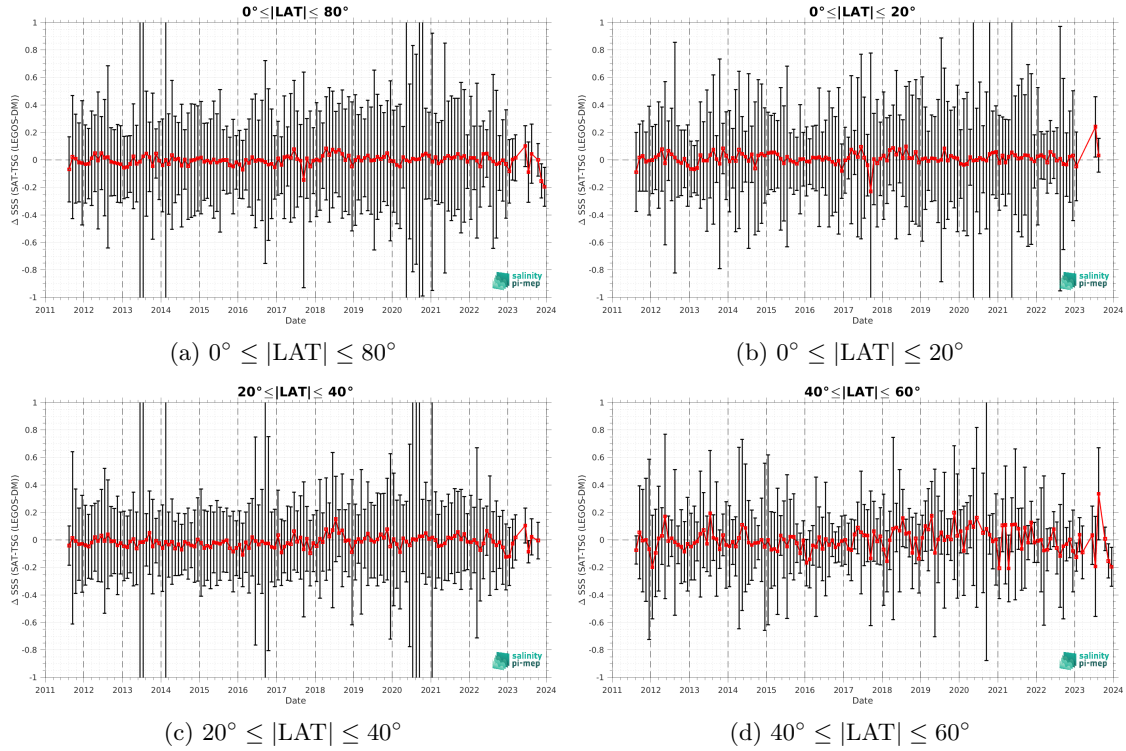 0°≤|LAT|≤ 80°
Δ SSS (SAT-TSG (LEGOS-DM))
1
0.8
0.6
0.4
0.2
0
-0.2
-0.4
-0.6
-0.8
-1
2011 2012 2013 2014 2015 2016 2017 2018 2019 2020 2021 2022 2023 2024
Date
salinity
pi-mep
(a) 0° ≤ |LAT| ≤ 80°
0°≤|LAT|≤ 20°
Δ SSS (SAT-TSG (LEGOS-DM))
1
0.8
0.6
0.4
0.2
0
-0.2
-0.4
-0.6
-0.8
-1
2011 2012 2013 2014 2015 2016 2017 2018 2019 2020 2021 2022 2023 2024
Date
salinity
pi-mep
(b) 0° ≤ |LAT| ≤ 20°
20°≤|LAT|≤ 40°
Δ SSS (SAT-TSG (LEGOS-DM))
1
0.8
0.6
0.4
0.2
0
-0.2
-0.4
-0.6
-0.8
-1
2011 2012 2013 2014 2015 2016 2017 2018 2019 2020 2021 2022 2023 2024
Date
salinity
pi-mep
(c) 20° ≤ |LAT| ≤ 40°
40°≤|LAT|≤ 60°
Δ SSS (SAT-TSG (LEGOS-DM))
1
0.8
0.6
0.4
0.2
0
-0.2
-0.4
-0.6
-0.8
-1
2011 2012 2013 2014 2015 2016 2017 2018 2019 2020 2021 2022 2023 2024
Date
salinity
pi-mep
(d) 40° ≤ |LAT| ≤ 60°